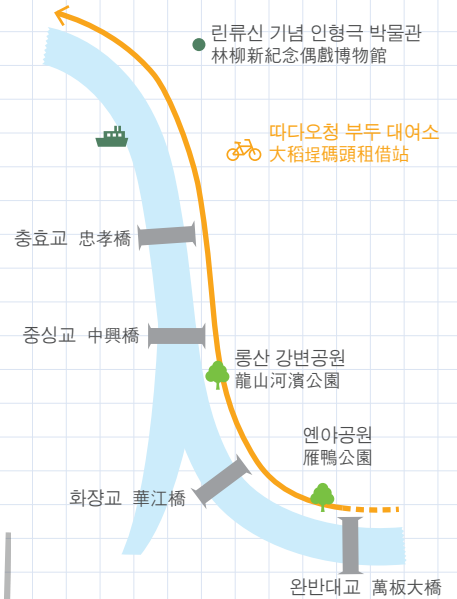 린류신 기념 인형극 박물관
林柳新紀念偶戲博物館
따다오청 부두 대여소
大稻埕碼頭租借站
충효교 忠孝橋
중싱교 中興橋
롱산 강변공원
龍山河濱公園
옌야공원
雁鴨公園
화쟝교 華江橋
완반대교 萬板大橋